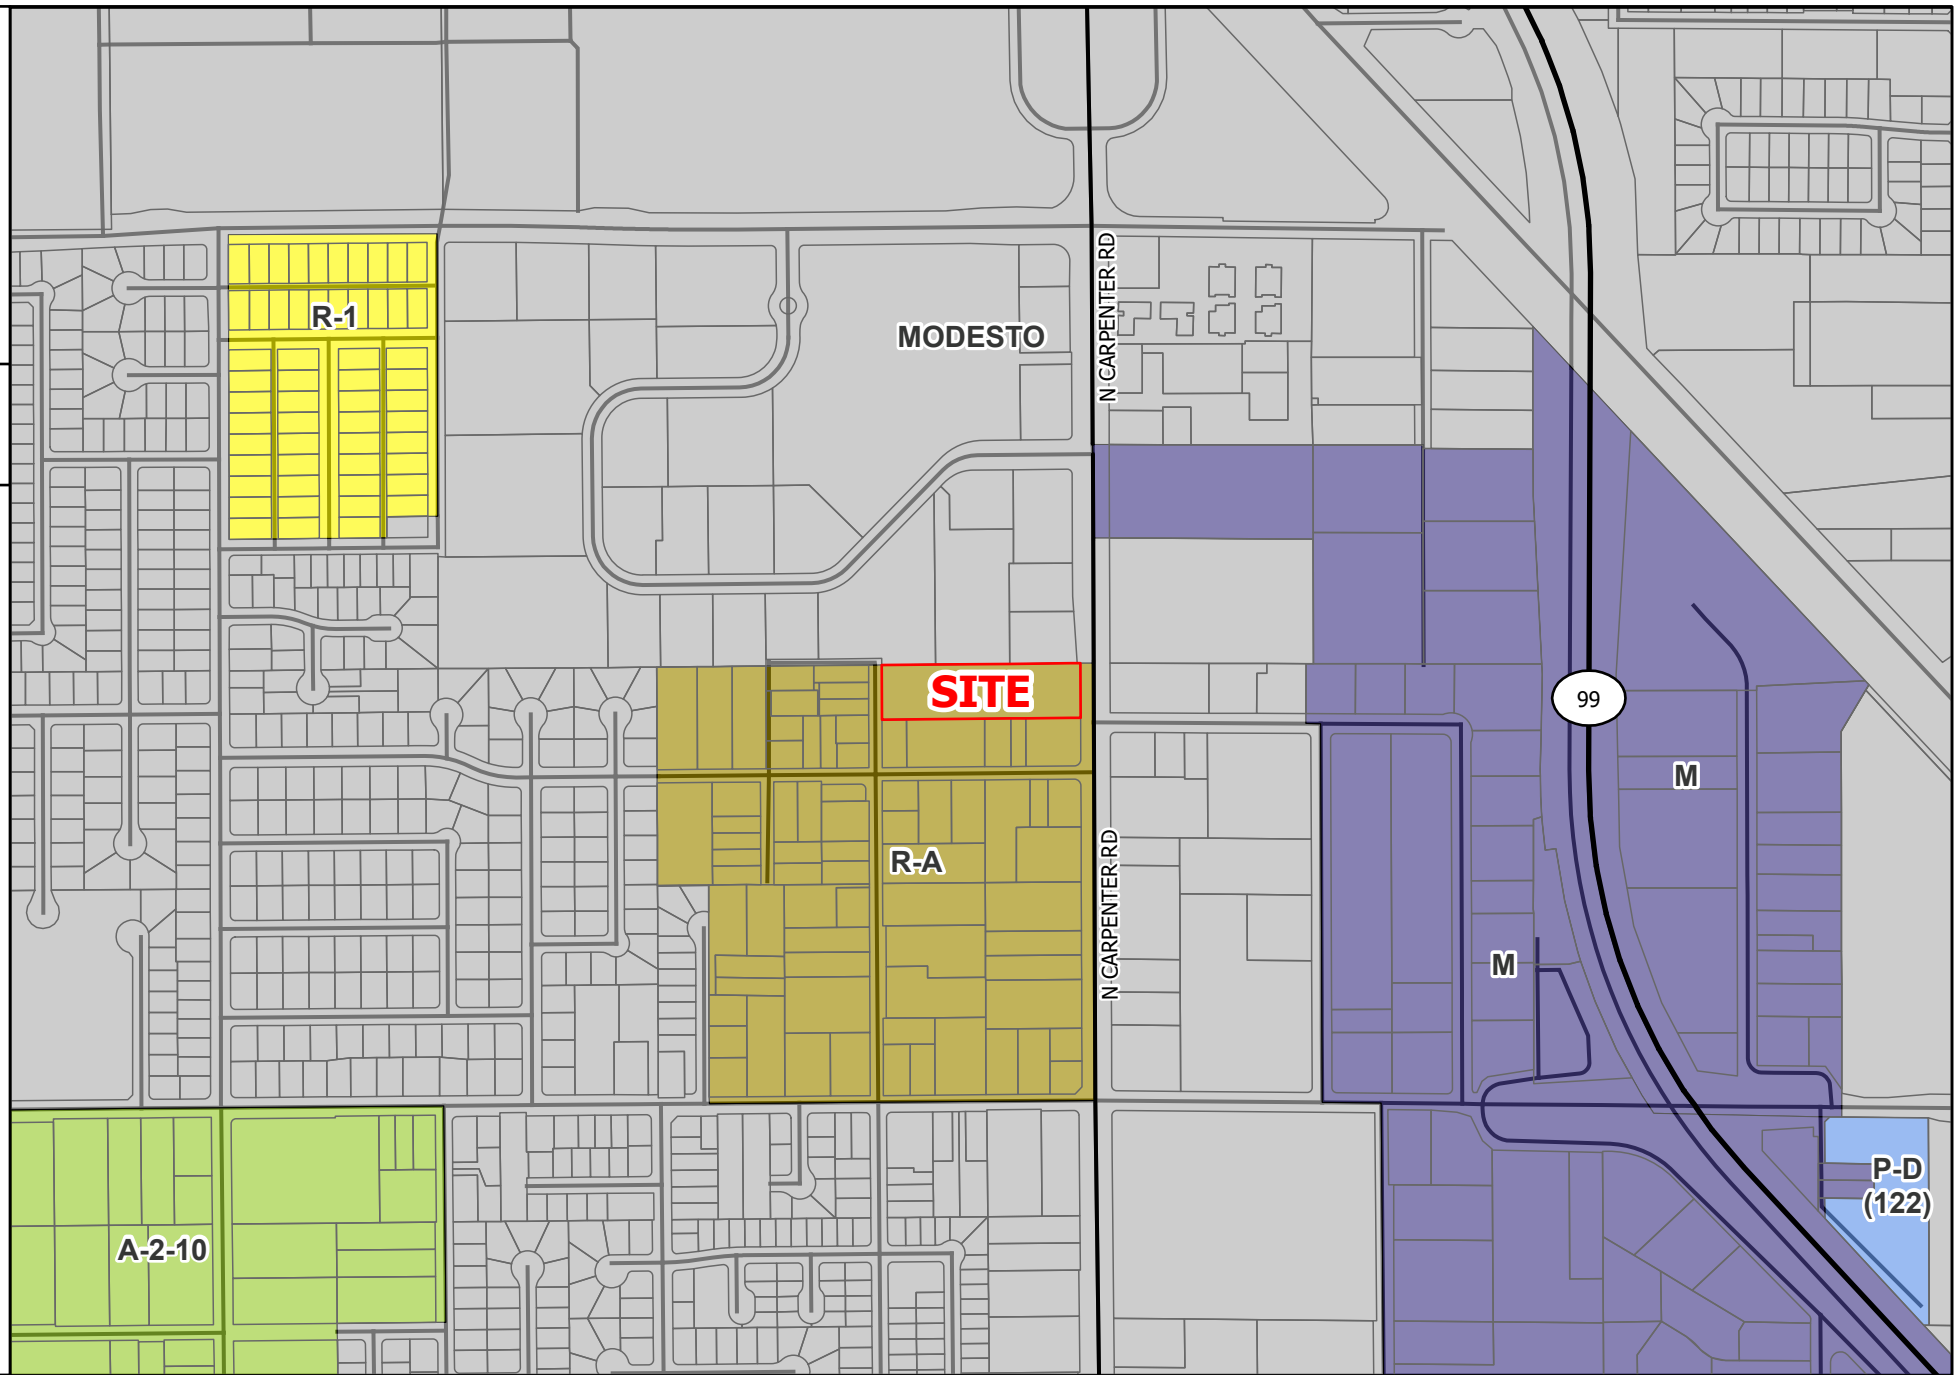 R-1
MODESTO
N CARPENTER RD
SITE
99
M
R-A
N CARPENTER RD
M
P-D
(122)
A-2-10